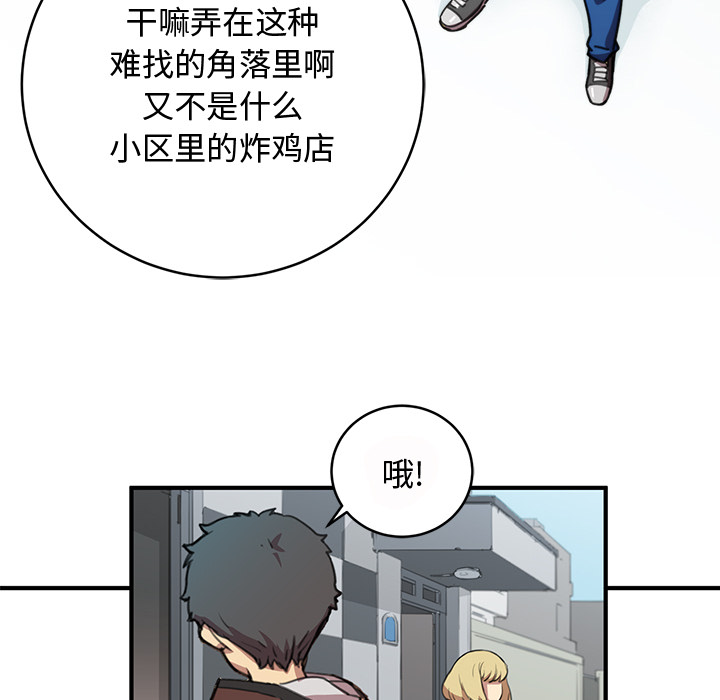 干嘛弄在这种
难找的角落里啊
又不是什么
小区里的炸鸡店
哦!